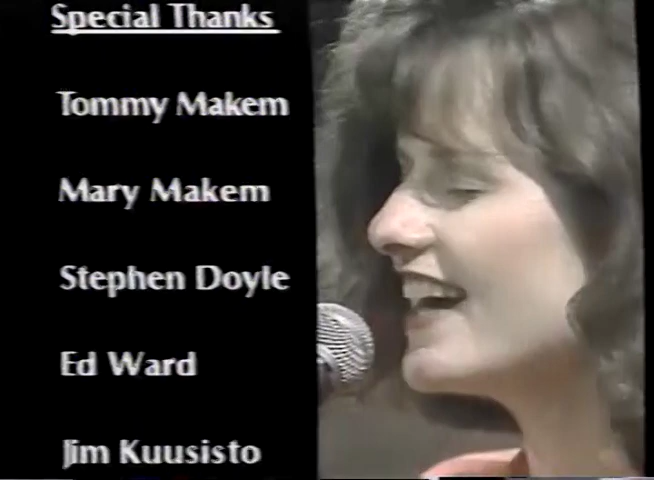 Special Thanks
Tommy Makem
Mary Makem
Stephen Doyle
Ed Ward
Jim Kuusisto